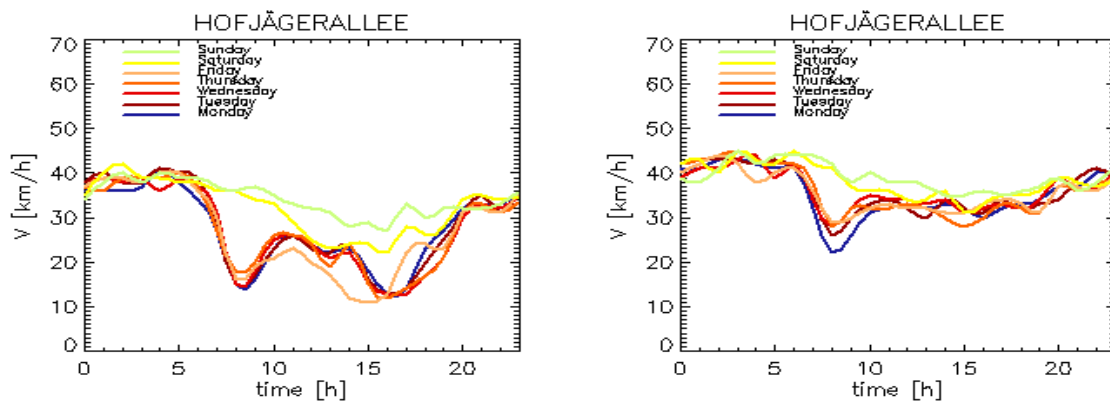 HOFJÄGERALLEE
70
60
50
40
30
20
10
0
V [km/h]
Sunday
Saturday
Friday
Thursday
Wednesday
Tuesday
Monday
0 5 10 15 20
time [h]
HOFJÄGERALLEE
70
60
50
40
30
20
10
0
V [km/h]
Sunday
Saturday
Friday
Thursday
Wednesday
Tuesday
Monday
0 5 10 15 20
time [h]